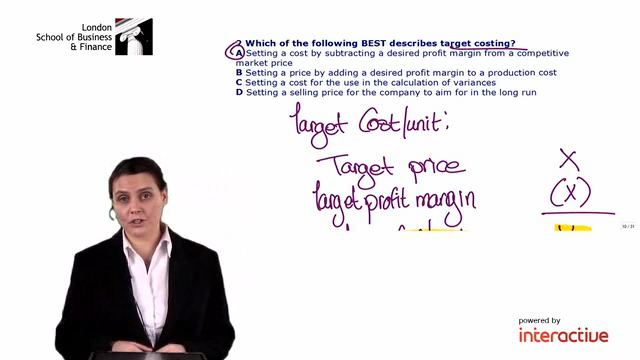 London
School of Business
& Finance
2 Which of the following BEST describes target costing?
A Setting a cost by subtracting a desired profit margin from a competitive
market price
B Setting a price by adding a desired profit margin to a production cost
C Setting a cost for the use in the calculation of variances
D Setting a selling price for the company to aim for in the long run
Target Cost/unit:
Target price X
Target profit margin (X)
10 / 31
powered by
interactive